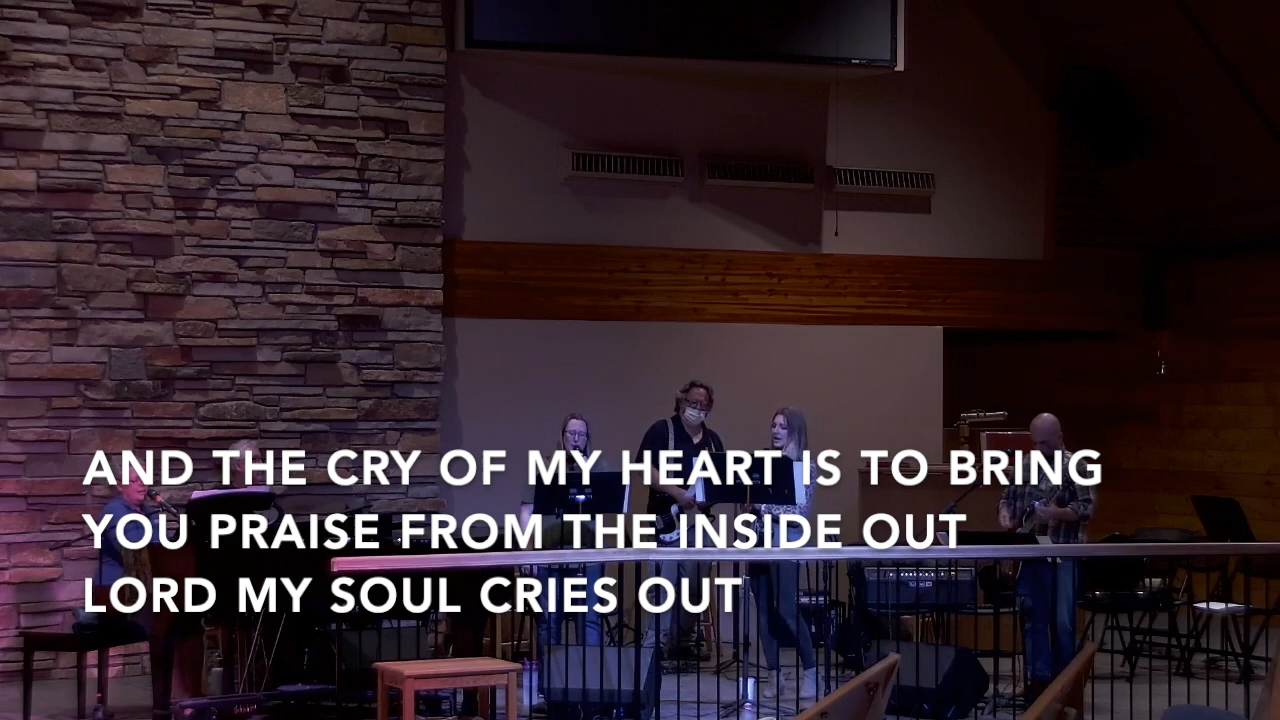 AND THE CRY OF MY HEART IS TO BRING
YOU PRAISE FROM THE INSIDE OUT
LORD MY SOUL CRIES OUT